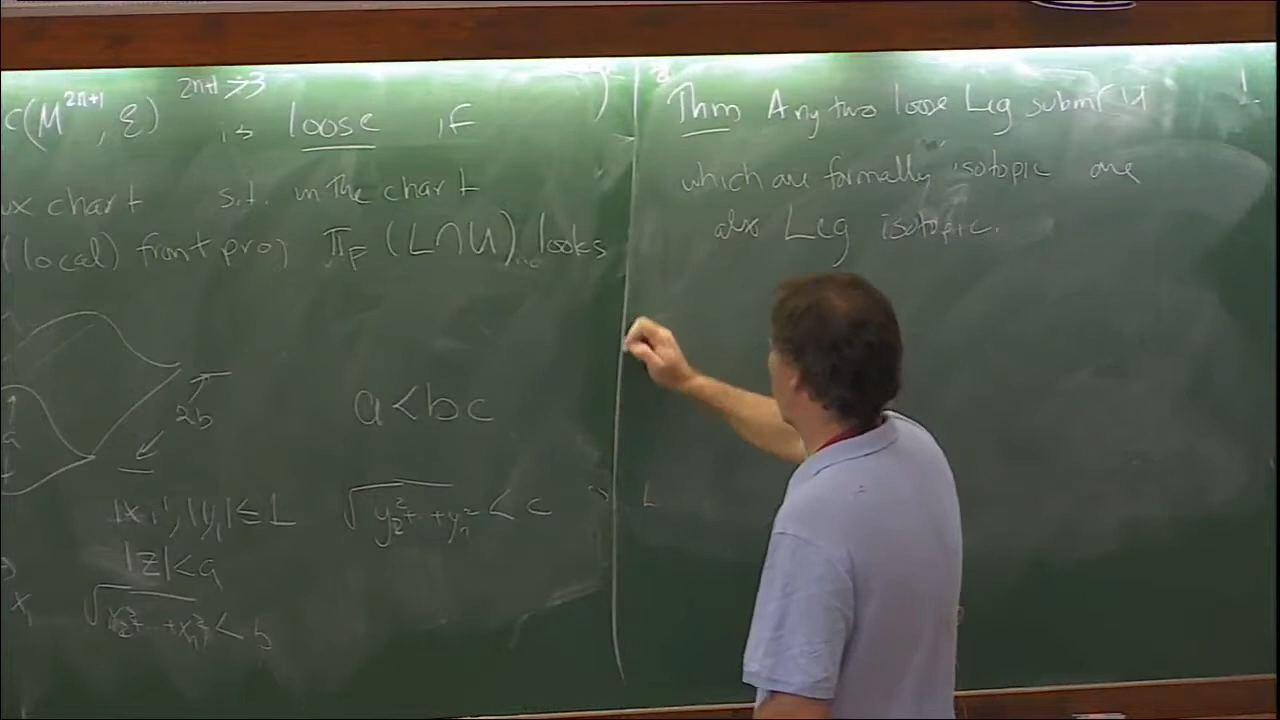 2n+1 > 3
C(M^{2n+1}, ξ) is loose if
ux chart s.t. in the chart
(local) front proj Π_F (L∩U) looks
2b
a
a < bc
|x_1|, |y_1| ≤ 1
√(y_2^2 + ·· + y_n^2) < c
|z| < a
x_1
√(x_2^2 + ·· + x_n^2) < b
Thm Any two loose Leg submf
which are formally isotopic are
also Leg isotopic.
L